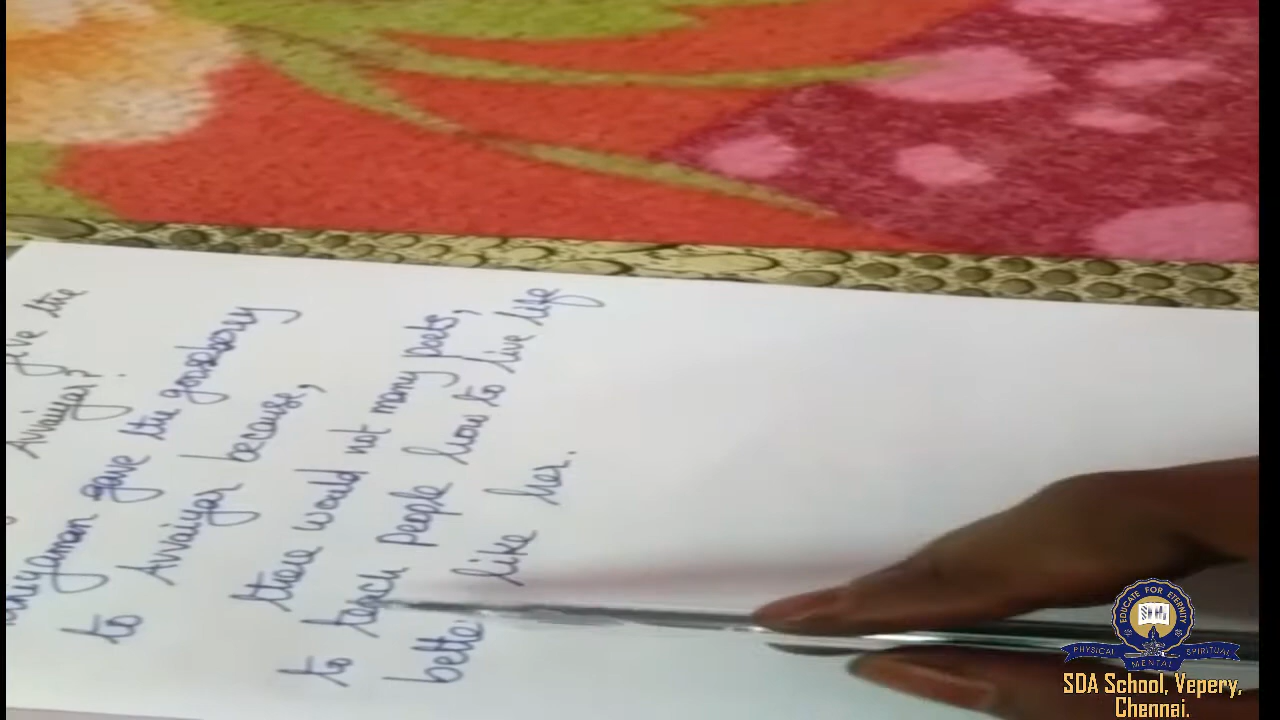 give the
Avvaiyar?
gave the gooseberry
to Avvaiyar because,
there would not many poets,
to teach people how to live life
better like her.
EDUCATE FOR ETERNITY
PHYSICAL MENTAL SPIRITUAL
SDA School, Vepery,
Chennai.